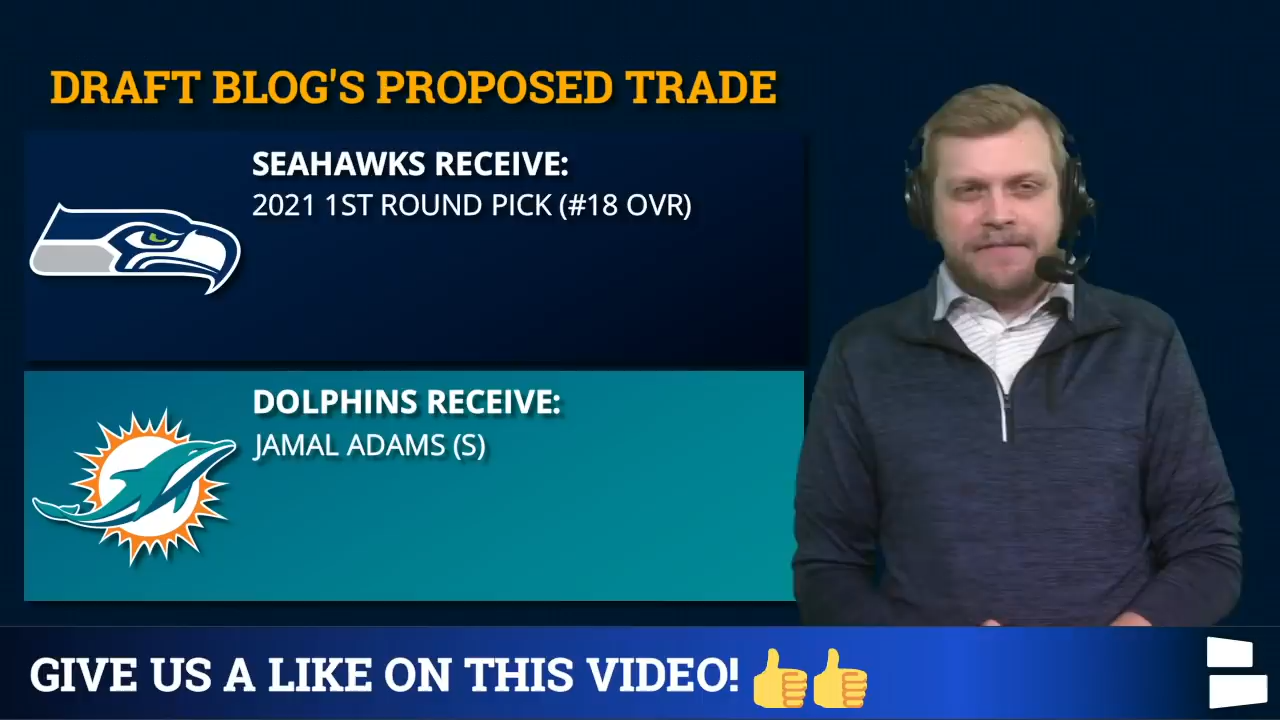 DRAFT BLOG'S PROPOSED TRADE
SEAHAWKS RECEIVE:
2021 1ST ROUND PICK (#18 OVR)
DOLPHINS RECEIVE:
JAMAL ADAMS (S)
GIVE US A LIKE ON THIS VIDEO!